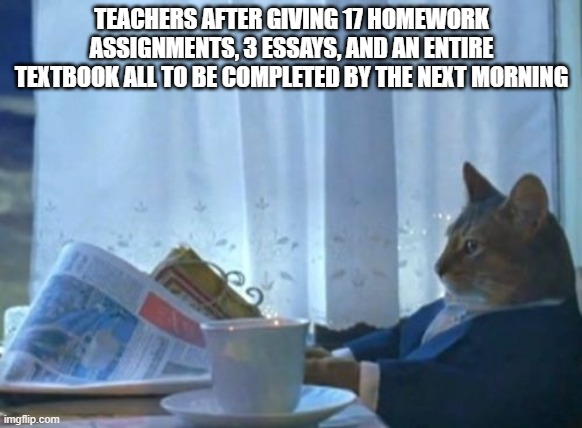 TEACHERS AFTER GIVING 17 HOMEWORK
ASSIGNMENTS, 3 ESSAYS, AND AN ENTIRE
TEXTBOOK ALL TO BE COMPLETED BY THE NEXT MORNING
imgflip.com